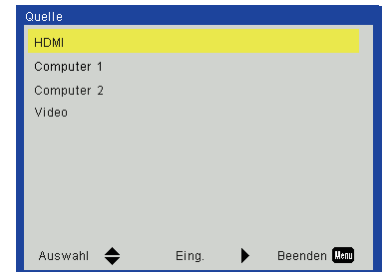 Quelle
HDMI
Computer 1
Computer 2
Video
Auswahl Eing. Beenden Menu